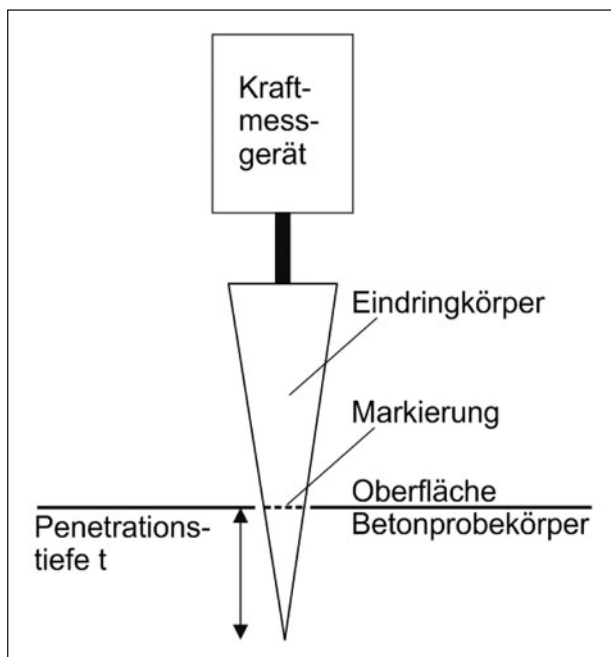 Kraft-
mess-
gerät
Eindringkörper
Markierung
Oberfläche
Betonprobekörper
Penetrations-
tiefe t